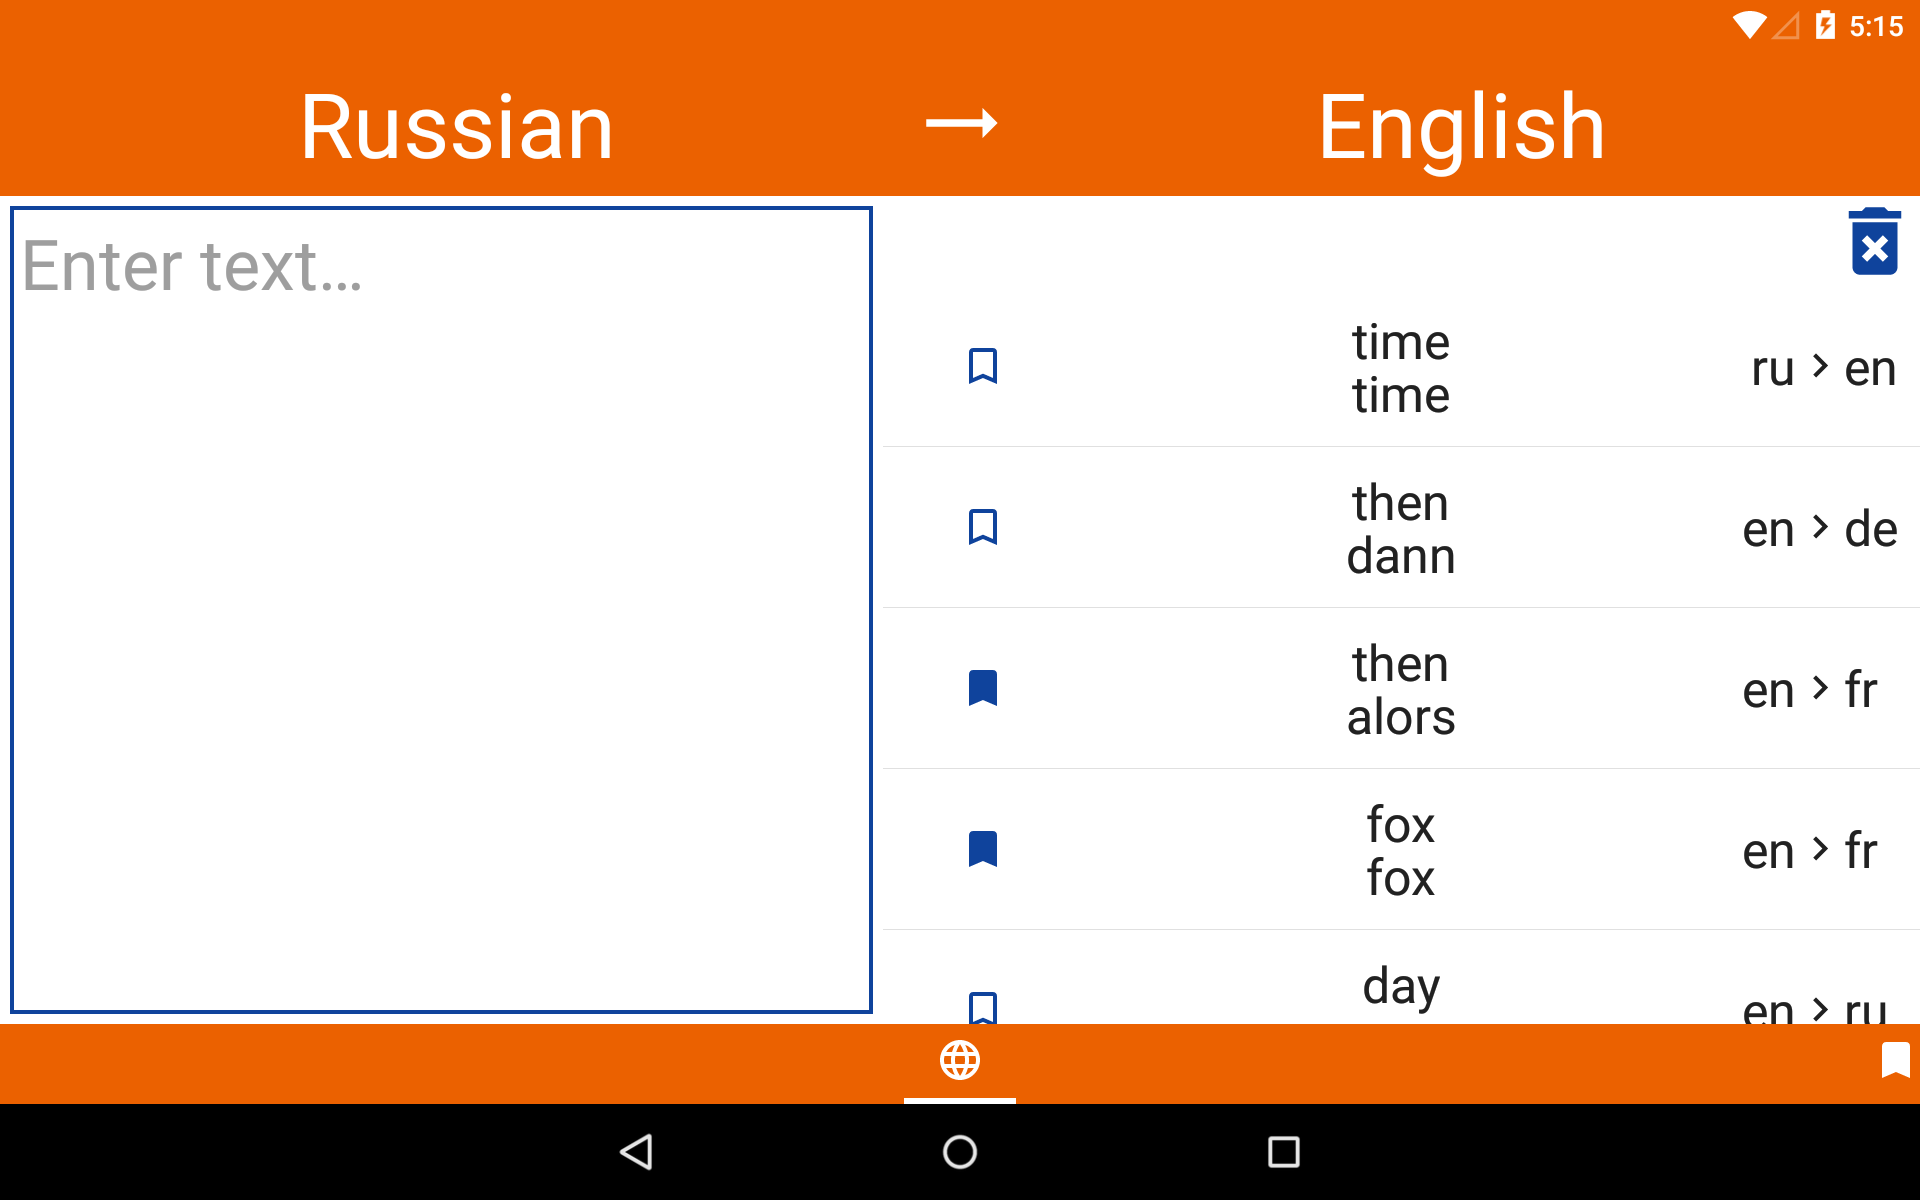 5:15
Russian
English
Enter text...
time
time
ru > en
then
dann
en > de
then
alors
en > fr
fox
fox
en > fr
day
en > ru